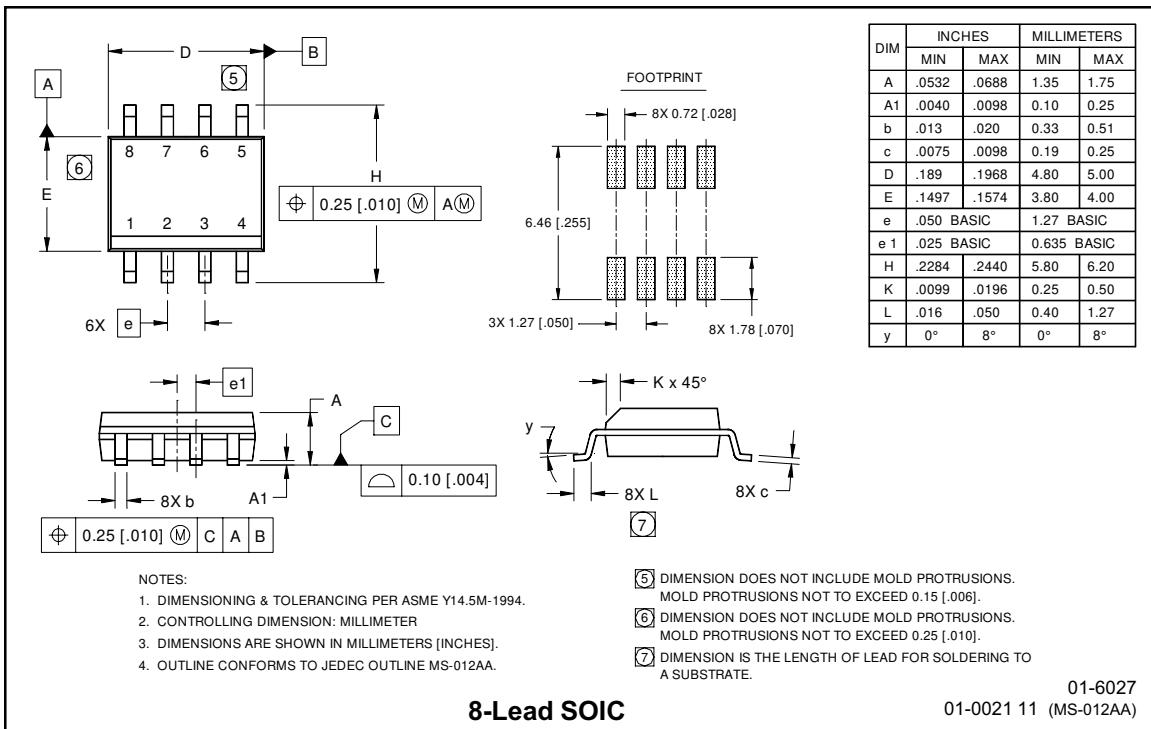 D
B
5
A
8 7 6 5
6
E
H
0.25 [.010] Ⓜ A Ⓜ
1 2 3 4
6X e
FOOTPRINT
8X 0.72 [.028]
6.46 [.255]
3X 1.27 [.050]
8X 1.78 [.070]
DIM INCHES MILLIMETERS
MIN MAX MIN MAX
A .0532 .0688 1.35 1.75
A1 .0040 .0098 0.10 0.25
b .013 .020 0.33 0.51
c .0075 .0098 0.19 0.25
D .189 .1968 4.80 5.00
E .1497 .1574 3.80 4.00
e .050 BASIC 1.27 BASIC
e 1 .025 BASIC 0.635 BASIC
H .2284 .2440 5.80 6.20
K .0099 .0196 0.25 0.50
L .016 .050 0.40 1.27
y 0° 8° 0° 8°
e1
A
C
0.10 [.004]
8X b
A1
⌖ 0.25 [.010] Ⓜ C A B
K x 45°
y
8X L
7
8X c
NOTES:
1. DIMENSIONING & TOLERANCING PER ASME Y14.5M-1994.
2. CONTROLLING DIMENSION: MILLIMETER
3. DIMENSIONS ARE SHOWN IN MILLIMETERS [INCHES].
4. OUTLINE CONFORMS TO JEDEC OUTLINE MS-012AA.
5 DIMENSION DOES NOT INCLUDE MOLD PROTRUSIONS.
MOLD PROTRUSIONS NOT TO EXCEED 0.15 [.006].
6 DIMENSION DOES NOT INCLUDE MOLD PROTRUSIONS.
MOLD PROTRUSIONS NOT TO EXCEED 0.25 [.010].
7 DIMENSION IS THE LENGTH OF LEAD FOR SOLDERING TO
A SUBSTRATE.
8-Lead SOIC
01-6027
01-0021 11 (MS-012AA)